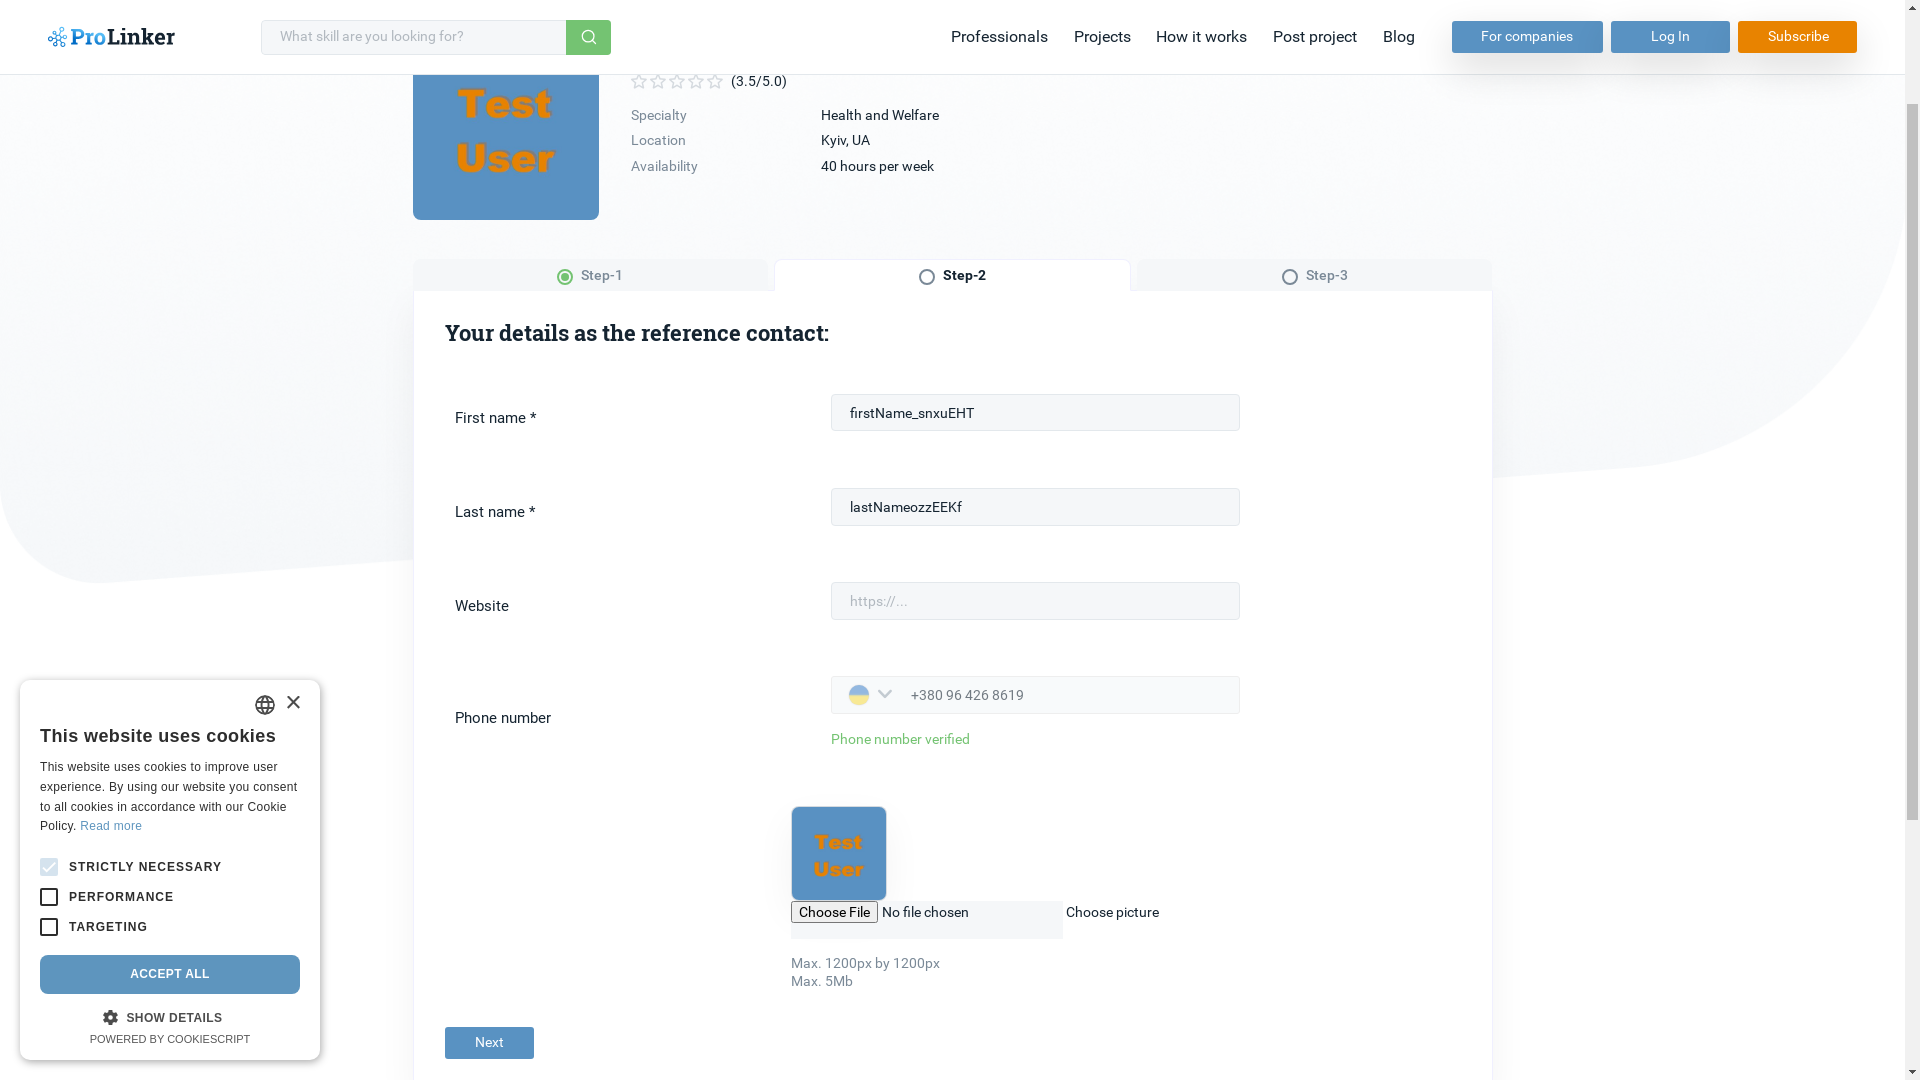 ProLinker
What skill are you looking for?
Professionals
Projects
How it works
Post project
Blog
For companies
Log In
Subscribe
Test
User
(3.5/5.0)
Specialty
Health and Welfare
Location
Kyiv, UA
Availability
40 hours per week
Step-1
Step-2
Step-3
Your details as the reference contact:
First name *
firstName_snxuEHT
Last name *
lastNameozzEEKf
Website
https://...
Phone number
+380 96 426 8619
Phone number verified
Test
User
Choose File No file chosen
Choose picture
Max. 1200px by 1200px
Max. 5Mb
Next
×
This website uses cookies
This website uses cookies to improve user
experience. By using our website you consent
to all cookies in accordance with our Cookie
Policy. Read more
STRICTLY NECESSARY
PERFORMANCE
TARGETING
ACCEPT ALL
SHOW DETAILS
POWERED BY COOKIESCRIPT